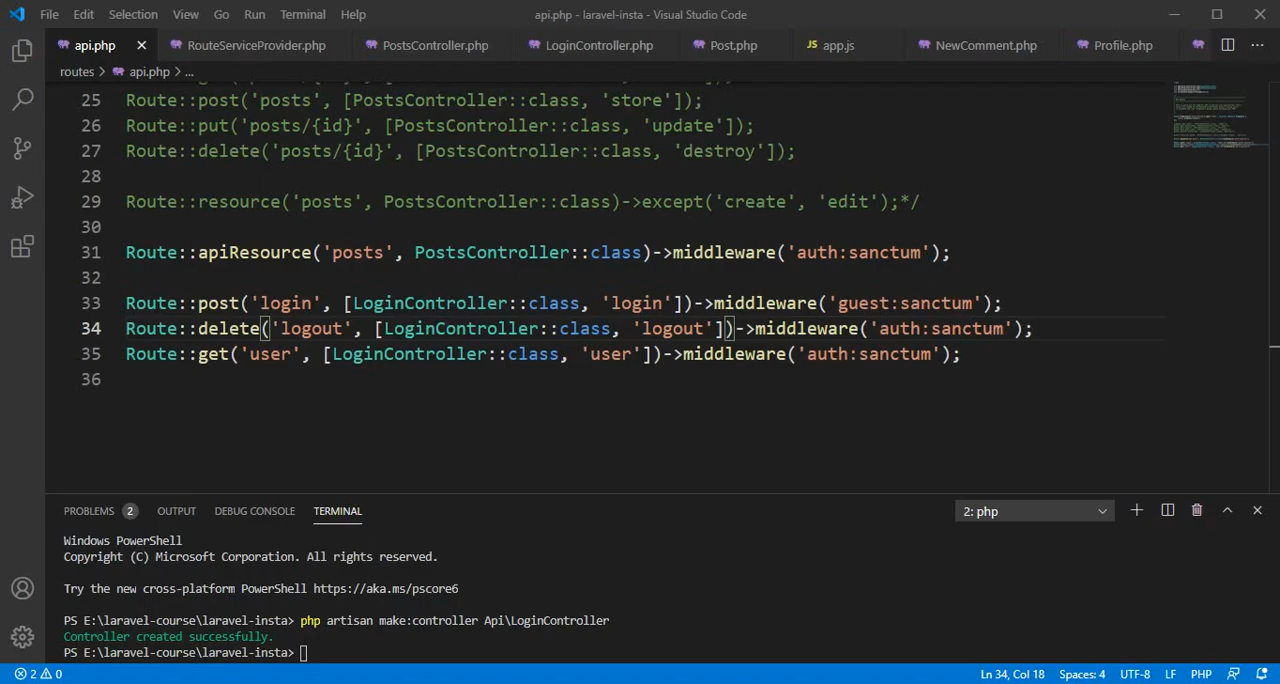 File Edit Selection View Go Run Terminal Help api.php - laravel-insta - Visual Studio Code
api.php RouteServiceProvider.php PostsController.php LoginController.php Post.php JS app.js NewComment.php Profile.php
routes > api.php > ...
25 Route::post('posts', [PostsController::class, 'store']);
26 Route::put('posts/{id}', [PostsController::class, 'update']);
27 Route::delete('posts/{id}', [PostsController::class, 'destroy']);
28
29 Route::resource('posts', PostsController::class)->except('create', 'edit');*/
30
31 Route::apiResource('posts', PostsController::class)->middleware('auth:sanctum');
32
33 Route::post('login', [LoginController::class, 'login'])->middleware('guest:sanctum');
34 Route::delete('logout', [LoginController::class, 'logout'])->middleware('auth:sanctum');
35 Route::get('user', [LoginController::class, 'user'])->middleware('auth:sanctum');
36
PROBLEMS 2 OUTPUT DEBUG CONSOLE TERMINAL 2: php
Windows PowerShell
Copyright (C) Microsoft Corporation. All rights reserved.
Try the new cross-platform PowerShell https://aka.ms/pscore6
PS E:\laravel-course\laravel-insta> php artisan make:controller Api\LoginController
Controller created successfully.
PS E:\laravel-course\laravel-insta>
2 0 Ln 34, Col 18 Spaces: 4 UTF-8 LF PHP